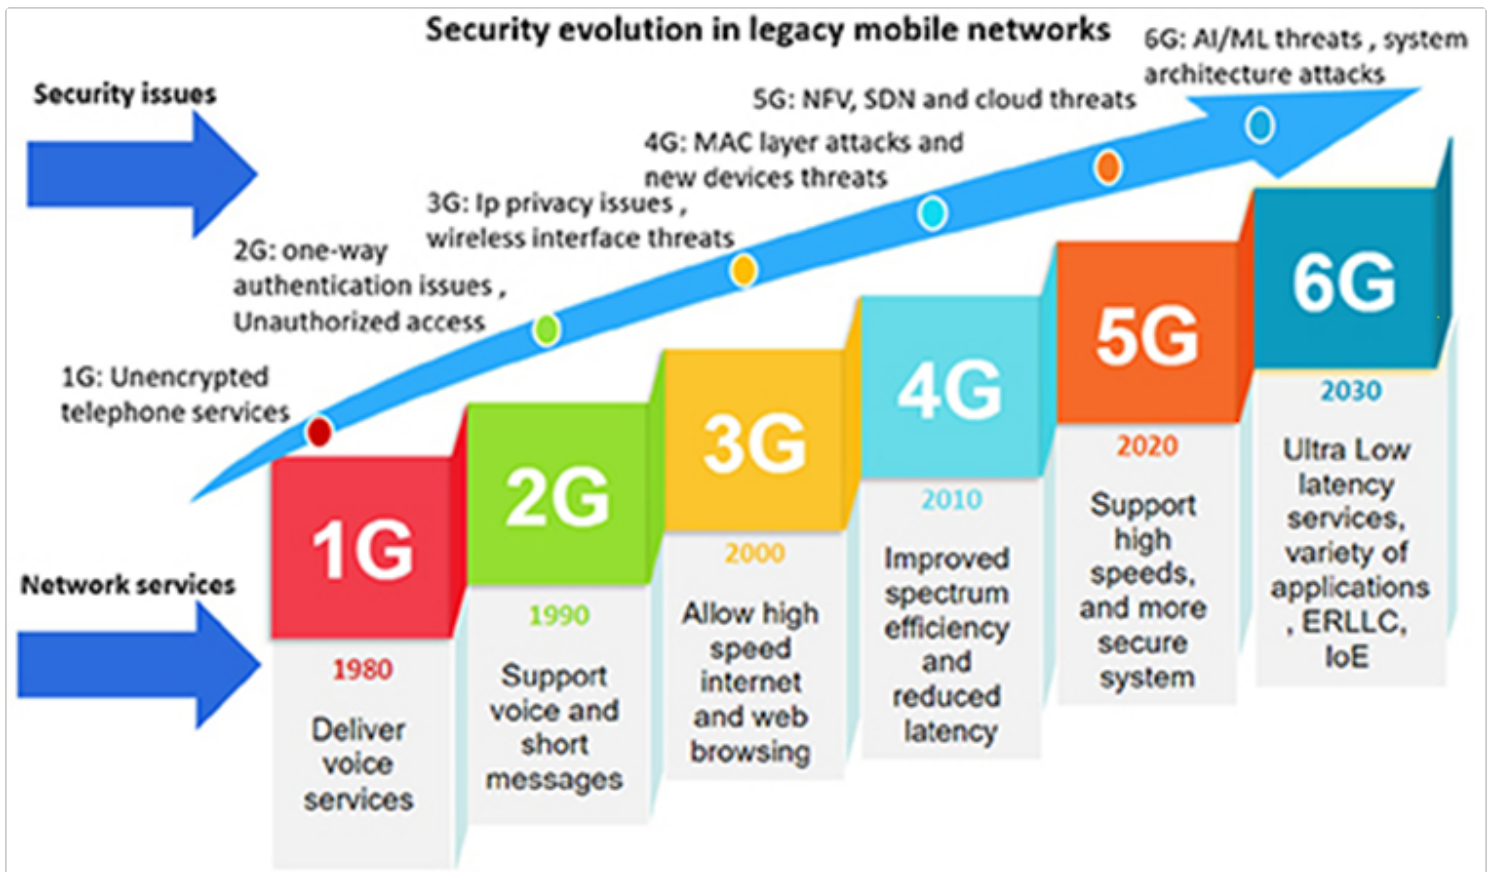 Security evolution in legacy mobile networks
Security issues
1G: Unencrypted
telephone services
2G: one-way
authentication issues ,
Unauthorized access
3G: Ip privacy issues ,
wireless interface threats
4G: MAC layer attacks and
new devices threats
5G: NFV, SDN and cloud threats
6G: AI/ML threats , system
architecture attacks
Network services
1G
1980
Deliver
voice
services
2G
1990
Support
voice and
short
messages
3G
2000
Allow high
speed
internet
and web
browsing
4G
2010
Improved
spectrum
efficiency
and
reduced
latency
5G
2020
Support
high
speeds,
and more
secure
system
6G
2030
Ultra Low
latency
services,
variety of
applications
, ERLLC,
IoE